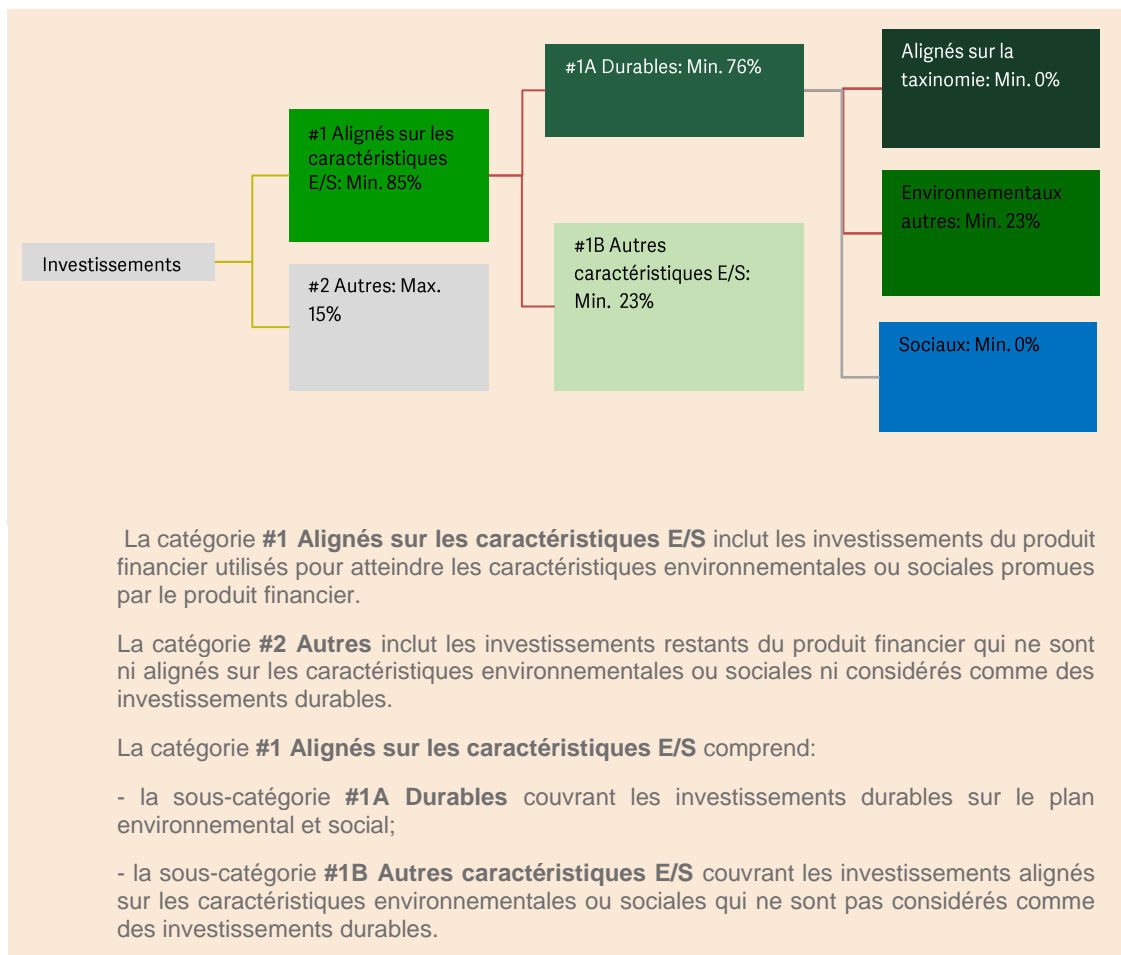 Investissements
#1 Alignés sur les
caractéristiques
E/S: Min. 85%
#2 Autres: Max.
15%
#1A Durables: Min. 76%
#1B Autres
caractéristiques E/S:
Min. 23%
Alignés sur la
taxinomie: Min. 0%
Environnementaux
autres: Min. 23%
Sociaux: Min. 0%
La catégorie #1 Alignés sur les caractéristiques E/S inclut les investissements du produit
financier utilisés pour atteindre les caractéristiques environnementales ou sociales promues
par le produit financier.
La catégorie #2 Autres inclut les investissements restants du produit financier qui ne sont
ni alignés sur les caractéristiques environnementales ou sociales ni considérés comme des
investissements durables.
La catégorie #1 Alignés sur les caractéristiques E/S comprend:
- la sous-catégorie #1A Durables couvrant les investissements durables sur le plan
environnemental et social;
- la sous-catégorie #1B Autres caractéristiques E/S couvrant les investissements alignés
sur les caractéristiques environnementales ou sociales qui ne sont pas considérés comme
des investissements durables.